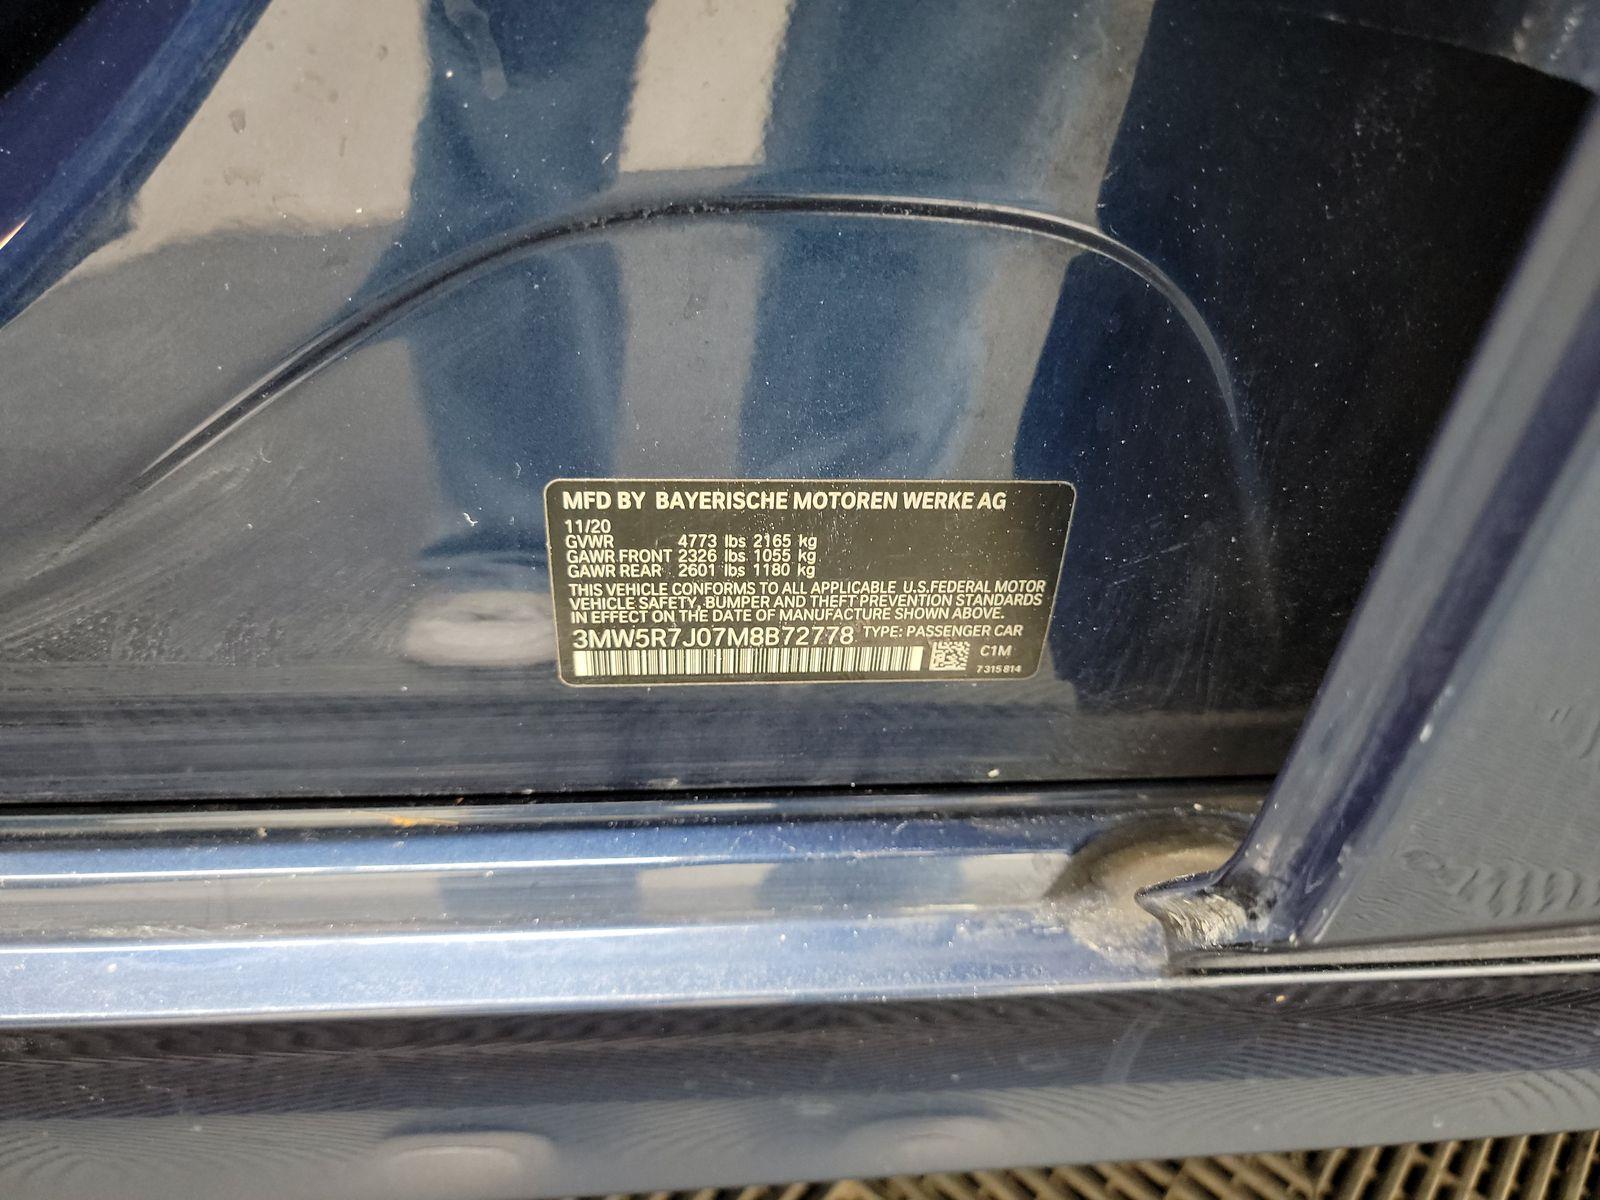 MFD BY BAYERISCHE MOTOREN WERKE AG
11/20
GVWR 4773 lbs 2165 kg
GAWR FRONT 2326 lbs 1055 kg
GAWR REAR 2601 lbs 1180 kg
THIS VEHICLE CONFORMS TO ALL APPLICABLE U.S.FEDERAL MOTOR
VEHICLE SAFETY, BUMPER AND THEFT PREVENTION STANDARDS
IN EFFECT ON THE DATE OF MANUFACTURE SHOWN ABOVE.
3MW5R7J07M8B72778 TYPE: PASSENGER CAR
C1M
7315814